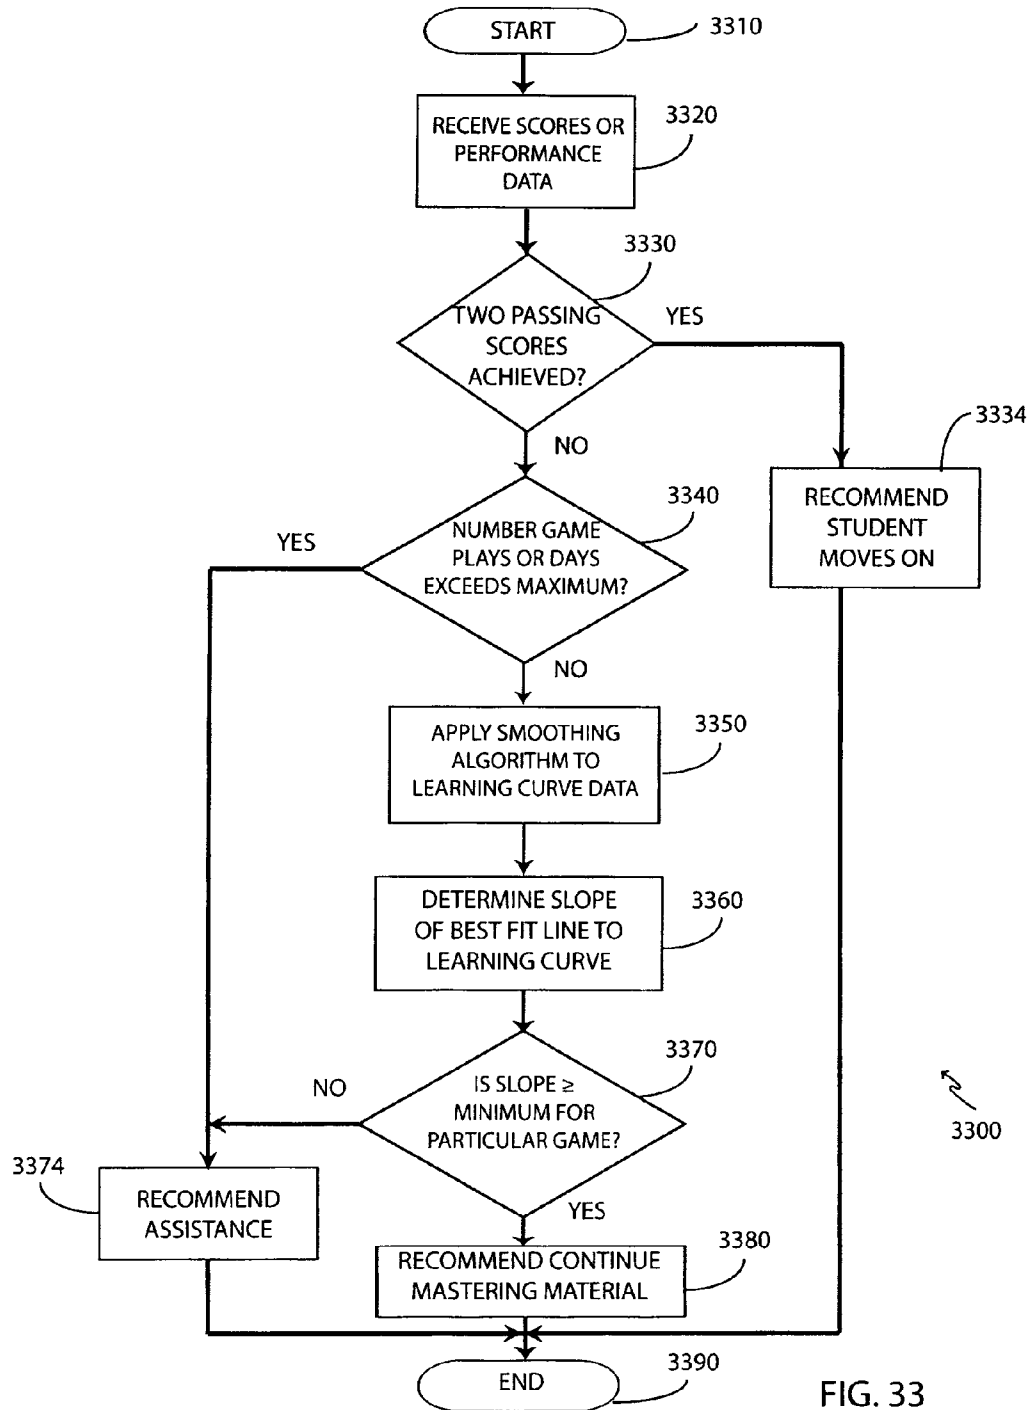 START
3310
RECEIVE SCORES OR
PERFORMANCE
DATA
3320
TWO PASSING
SCORES
ACHIEVED?
3330
YES
NO
3334
RECOMMEND
STUDENT
MOVES ON
NUMBER GAME
PLAYS OR DAYS
EXCEEDS MAXIMUM?
3340
YES
NO
APPLY SMOOTHING
ALGORITHM TO
LEARNING CURVE DATA
3350
DETERMINE SLOPE
OF BEST FIT LINE TO
LEARNING CURVE
3360
IS SLOPE ≥
MINIMUM FOR
PARTICULAR GAME?
3370
NO
YES
3300
3374
RECOMMEND
ASSISTANCE
RECOMMEND CONTINUE
MASTERING MATERIAL
3380
END
3390
FIG. 33